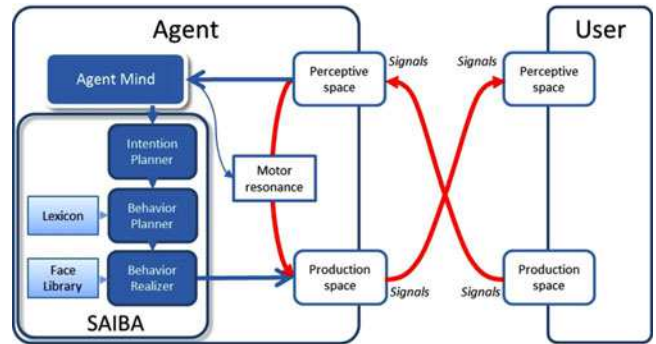 Agent
User
Signals
Signals
Agent Mind
Perceptive
space
Perceptive
space
Intention
Planner
Motor
resonance
Lexicon
Behavior
Planner
Face
Library
Behavior
Realizer
Production
space
Production
space
Signals
Signals
SAIBA